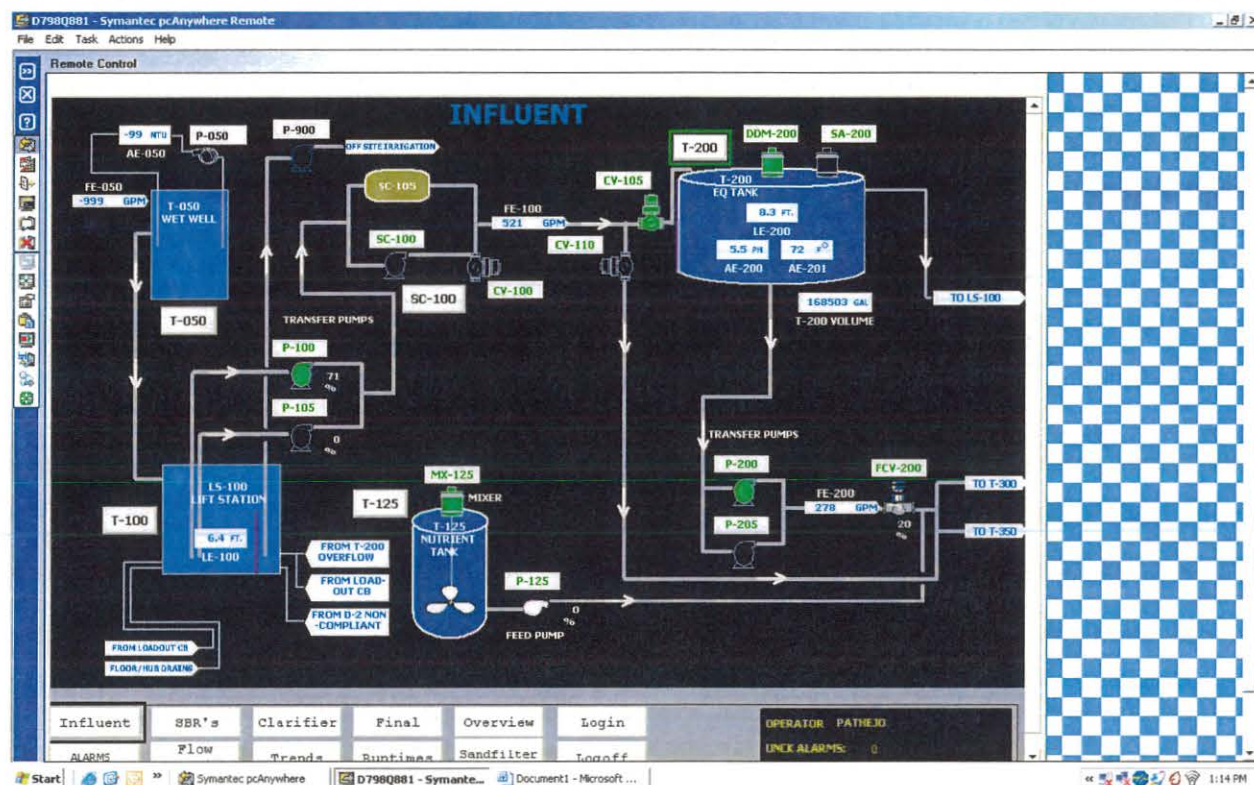 D798Q881 - Symantec pcAnywhere Remote
File Edit Task Actions Help
Remote Control
INFLUENT
-99 NTU
AE-050
P-050
FE-050
-999 GPM
T-050
WET WELL
T-050
P-900
OFF SITE IRRIGATION
SC-105
SC-100
SC-100
CV-100
FE-100
521 GPM
CV-105
CV-110
T-200
DDM-200
SA-200
T-200
EQ TANK
8.3 FT.
LE-200
5.5 PH
AE-200
72 F°
AE-201
168503 GAL
T-200 VOLUME
TO LS-100
TRANSFER PUMPS
P-100
71
%
P-105
0
%
LS-100
LIFT STATION
T-100
6.4 FT.
LE-100
FROM T-200
OVERFLOW
FROM LOAD-
OUT CB
FROM D-2 NON
-COMPLIANT
FROM LOADOUT CB
FLOOR/HUB DRAINS
MX-125
MIXER
T-125
T-125
NUTRIENT
TANK
P-125
0
%
FEED PUMP
TRANSFER PUMPS
P-200
P-205
FE-200
278 GPM
FCV-200
20
%
TO T-300
TO T-350
Influent SBR's Clarifier Final Overview Login
ALARMS Flow Trends Runtimes Sandfilter Logoff
OPERATOR PATHEJO
UNCK ALARMS: 0
Start » Symantec pcAnywhere D798Q881 - Symante... Document1 - Microsoft ... « 1:14 PM